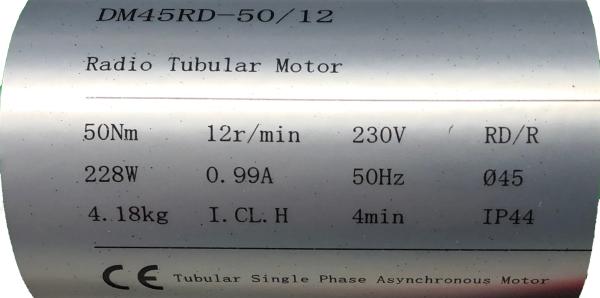 DM45RD-50/12
Radio Tubular Motor
50Nm 12r/min 230V RD/R
228W 0.99A 50Hz Ø45
4.18kg I.CL.H 4min IP44
CE Tubular Single Phase Asynchronous Motor